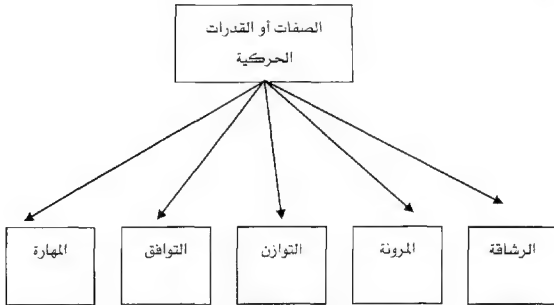 الصفات أو القدرات
الحركية
الرشاقة
المرونة
التوازن
التوافق
المهارة